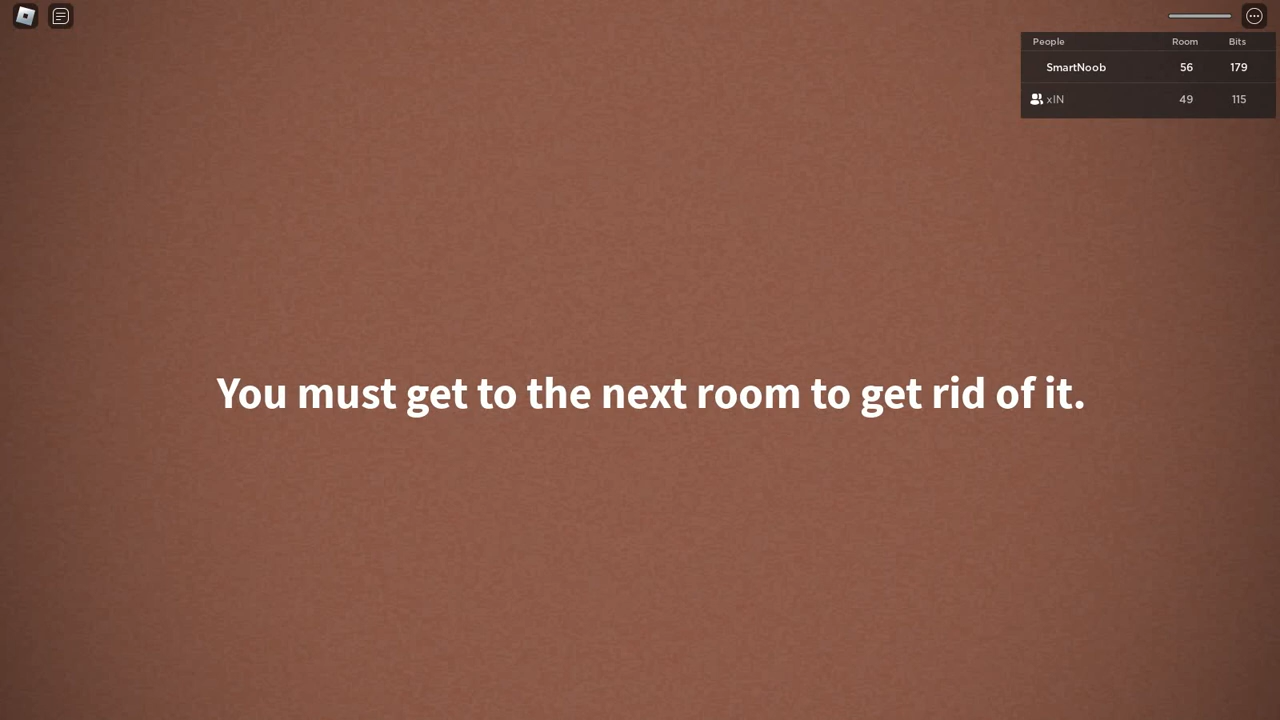 People Room Bits
SmartNoob 56 179
xIN 49 115
You must get to the next room to get rid of it.